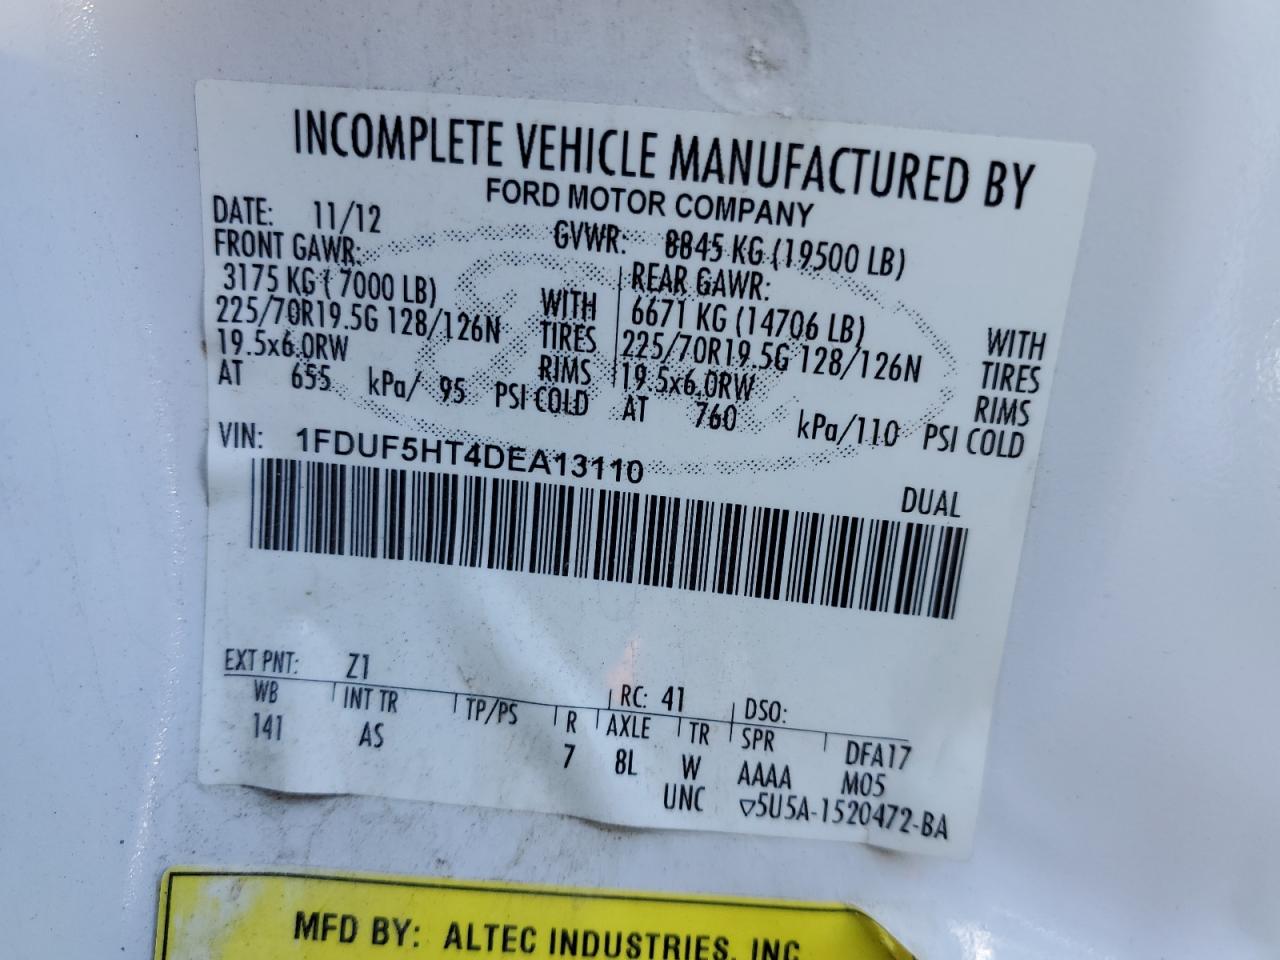 INCOMPLETE VEHICLE MANUFACTURED BY
FORD MOTOR COMPANY
DATE: 11/12 GVWR: 8845 KG (19500 LB)
FRONT GAWR: REAR GAWR:
3175 KG ( 7000 LB) WITH 6671 KG (14706 LB) WITH
225/70R19.5G 128/126N TIRES 225/70R19.5G 128/126N TIRES
19.5x6.0RW RIMS 19.5x6.0RW RIMS
AT 655 kPa/ 95 PSI COLD AT 760 kPa/110 PSI COLD
VIN: 1FDUF5HT4DEA13110
DUAL
EXT PNT: Z1 RC: 41 DSO:
WB INT TR TP/PS R AXLE TR SPR DFA17
141 AS 7 8L W AAAA M05
UNC ▽5U5A-1520472-BA
MFD BY: ALTEC INDUSTRIES, INC